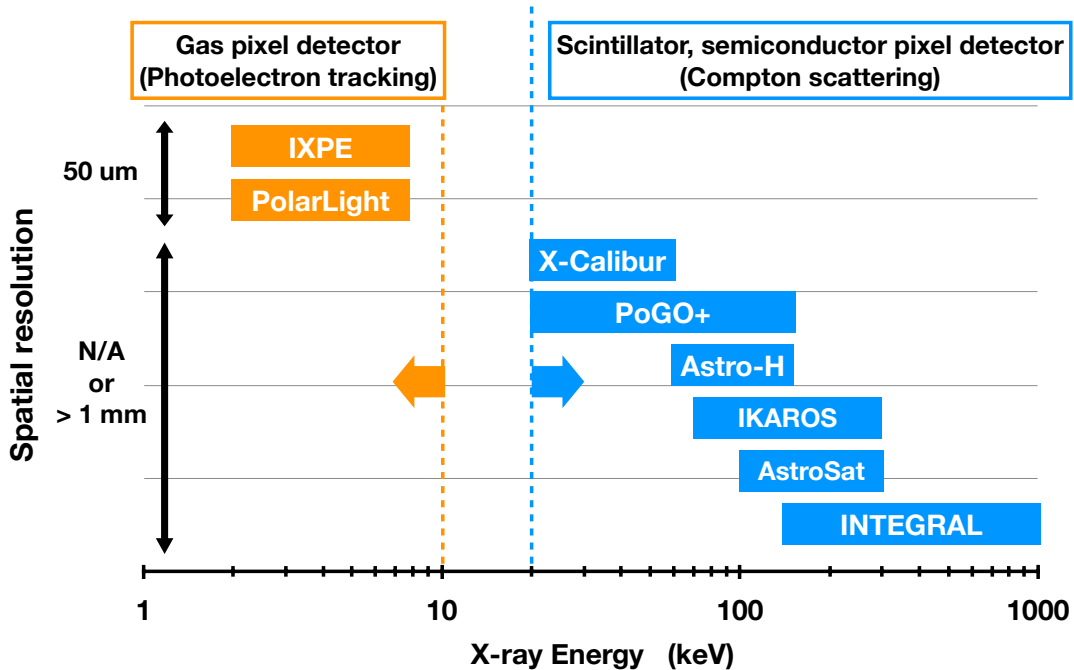 Gas pixel detector
(Photoelectron tracking)
Scintillator, semiconductor pixel detector
(Compton scattering)
Spatial resolution
50 um
N/A
or
> 1 mm
IXPE
PolarLight
X-Calibur
PoGO+
Astro-H
IKAROS
AstroSat
INTEGRAL
1
10
100
1000
X-ray Energy (keV)